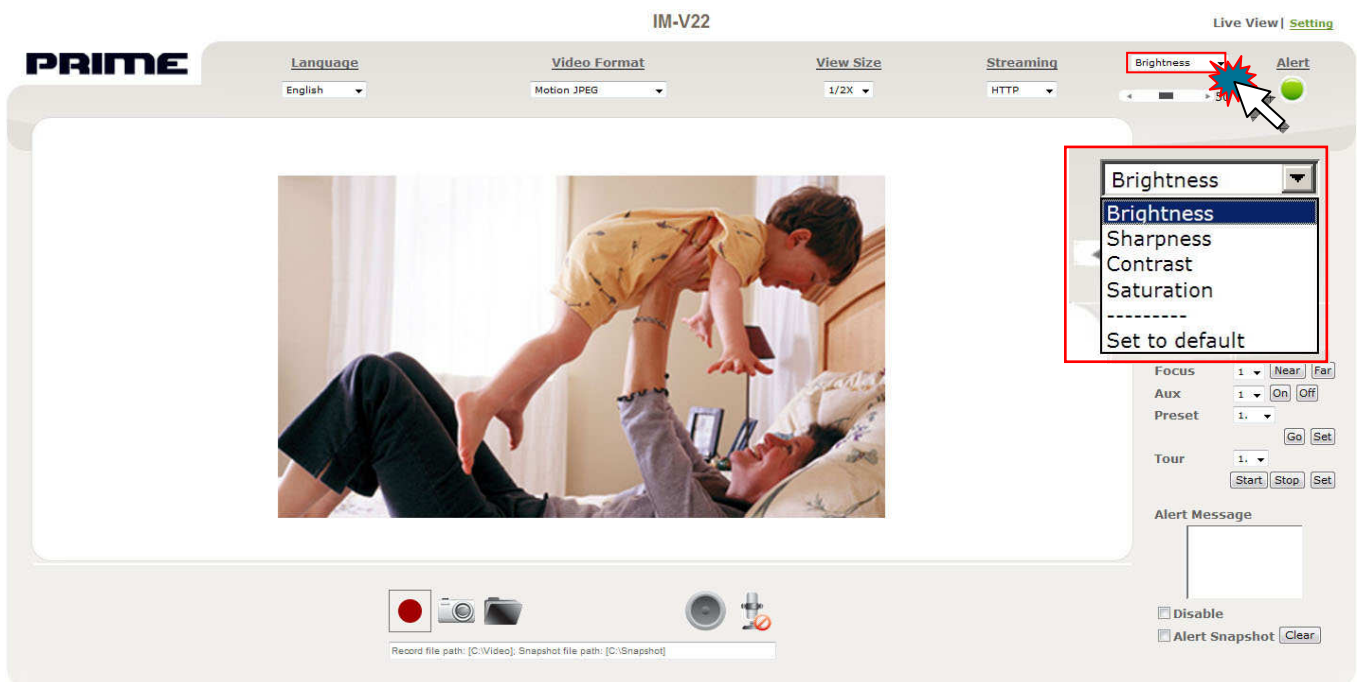 IM-V22
Live View| Setting
PRIME
Language
Video Format
View Size
Streaming
Brightness
Alert
English
Motion JPEG
1/2X
HTTP
50
Brightness
Brightness
Sharpness
Contrast
Saturation
---------
Set to default
Focus 1 Near Far
Aux 1 On Off
Preset 1.
Go Set
Tour 1.
Start Stop Set
Alert Message
Disable
Alert Snapshot Clear
Record file path: [C:\Video]; Snapshot file path: [C:\Snapshot]